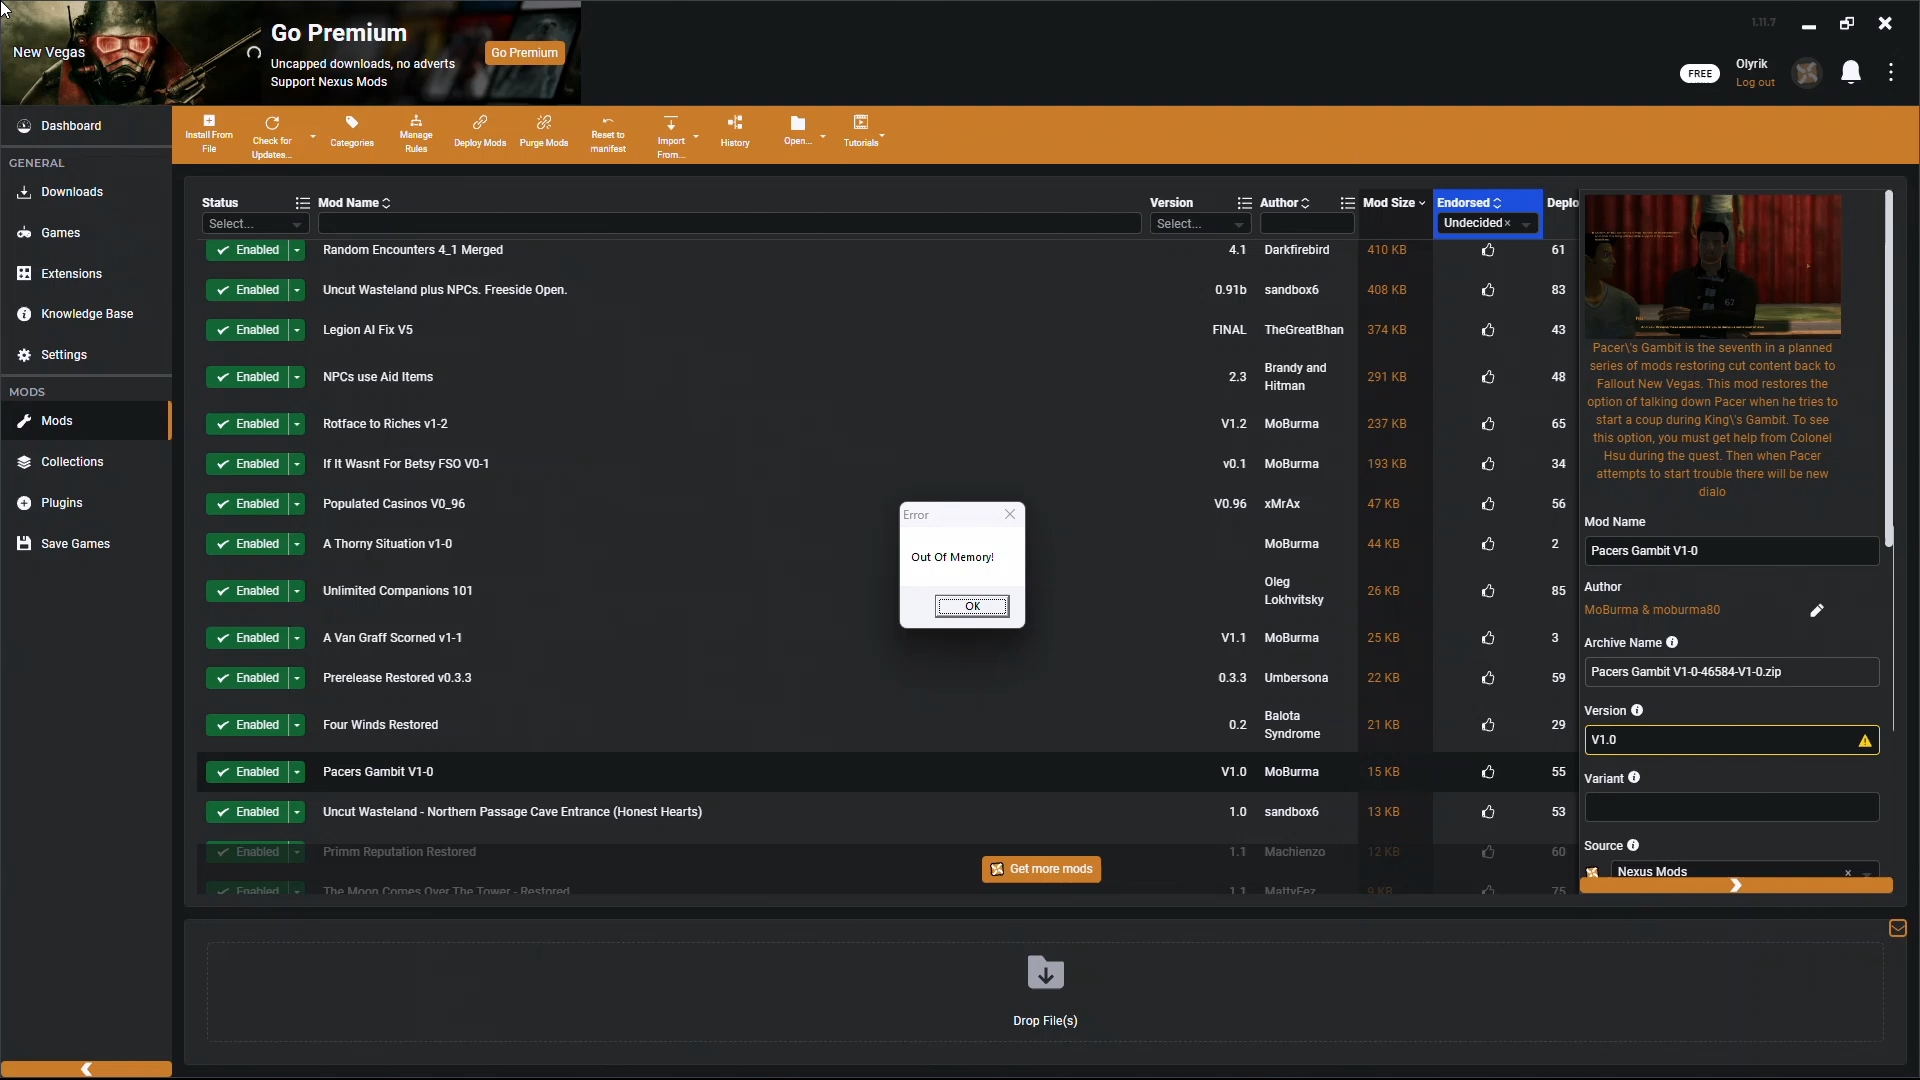 New Vegas
Go Premium
Uncapped downloads, no adverts
Support Nexus Mods
Go Premium
1.11.7
FREE
Olyrik
Log out
Dashboard
GENERAL
Downloads
Games
Extensions
Knowledge Base
Settings
MODS
Mods
Collections
Plugins
Save Games
Install From File
Check for Updates...
Categories
Manage Rules
Deploy Mods
Purge Mods
Reset to manifest
Import From...
History
Open...
Tutorials
Status Mod Name Version Author Mod Size Endorsed Deplo
Select... Select... Undecided×
Enabled Random Encounters 4_1 Merged 4.1 Darkfirebird 410 KB 61
Enabled Uncut Wasteland plus NPCs. Freeside Open. 0.91b sandbox6 408 KB 83
Enabled Legion AI Fix V5 FINAL TheGreatBhan 374 KB 43
Enabled NPCs use Aid Items 2.3 Brandy and Hitman 291 KB 48
Enabled Rotface to Riches v1-2 V1.2 MoBurma 237 KB 65
Enabled If It Wasnt For Betsy FSO V0-1 v0.1 MoBurma 193 KB 34
Enabled Populated Casinos V0_96 V0.96 xMrAx 47 KB 56
Enabled A Thorny Situation v1-0 MoBurma 44 KB 2
Enabled Unlimited Companions 101 Oleg Lokhvitsky 26 KB 85
Enabled A Van Graff Scorned v1-1 V1.1 MoBurma 25 KB 3
Enabled Prerelease Restored v0.3.3 0.3.3 Umbersona 22 KB 59
Enabled Four Winds Restored 0.2 Balota Syndrome 21 KB 29
Enabled Pacers Gambit V1-0 V1.0 MoBurma 15 KB 55
Enabled Uncut Wasteland - Northern Passage Cave Entrance (Honest Hearts) 1.0 sandbox6 13 KB 53
Enabled Primm Reputation Restored 1.1 Machienzo 12 KB 60
Enabled The Moon Comes Over The Tower - Restored 1.1 MattyFez 9 KB 75
Get more mods
Error
Out Of Memory!
OK
Pacer\'s Gambit is the seventh in a planned
series of mods restoring cut content back to
Fallout New Vegas. This mod restores the
option of talking down Pacer when he tries to
start a coup during King\'s Gambit. To see
this option, you must get help from Colonel
Hsu during the quest. Then when Pacer
attempts to start trouble there will be new
dialo
Mod Name
Pacers Gambit V1-0
Author
MoBurma & moburma80
Archive Name
Pacers Gambit V1-0-46584-V1-0.zip
Version
V1.0
Variant
Source
Nexus Mods ×
Drop File(s)